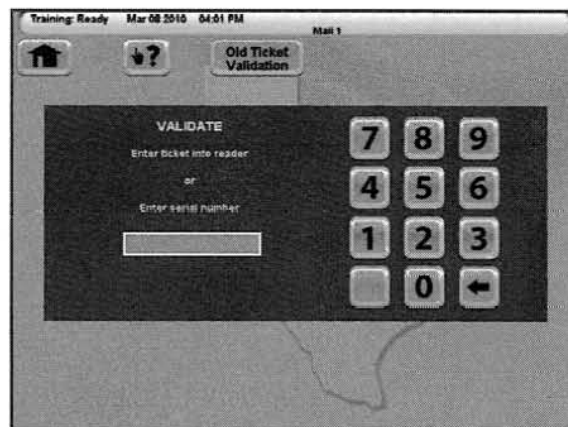 Training: Ready Mar 08 2010 04:01 PM
Mail 1
?
Old Ticket
Validation
VALIDATE
Enter ticket into reader
or
Enter serial number
7 8 9
4 5 6
1 2 3
0